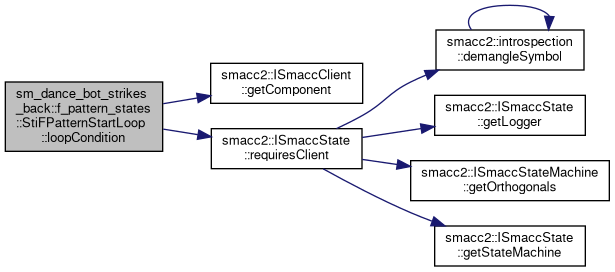 sm_dance_bot_strikes
_back::f_pattern_states
::StiFPatternStartLoop
::loopCondition
smacc2::ISmaccClient
::getComponent
smacc2::ISmaccState
::requiresClient
smacc2::introspection
::demangleSymbol
smacc2::ISmaccState
::getLogger
smacc2::ISmaccStateMachine
::getOrthogonals
smacc2::ISmaccState
::getStateMachine